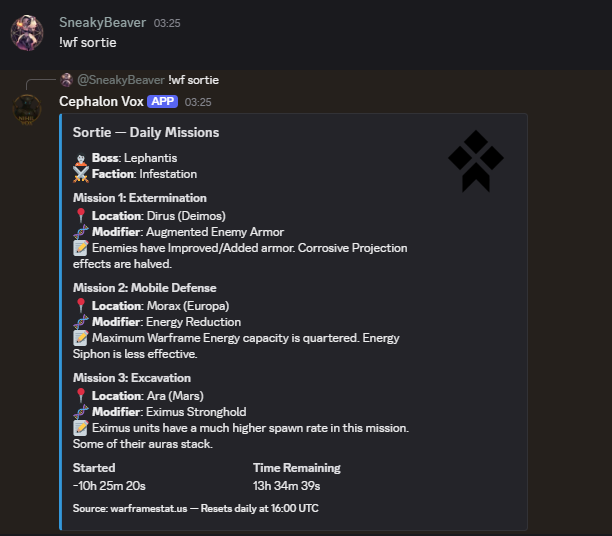 SneakyBeaver 03:25
!wf sortie
@SneakyBeaver !wf sortie
Cephalon Vox APP 03:25
Sortie — Daily Missions
Boss: Lephantis
Faction: Infestation
Mission 1: Extermination
Location: Dirus (Deimos)
Modifier: Augmented Enemy Armor
Enemies have Improved/Added armor. Corrosive Projection
effects are halved.
Mission 2: Mobile Defense
Location: Morax (Europa)
Modifier: Energy Reduction
Maximum Warframe Energy capacity is quartered. Energy
Siphon is less effective.
Mission 3: Excavation
Location: Ara (Mars)
Modifier: Eximus Stronghold
Eximus units have a much higher spawn rate in this mission.
Some of their auras stack.
Started Time Remaining
-10h 25m 20s 13h 34m 39s
Source: warframestat.us — Resets daily at 16:00 UTC